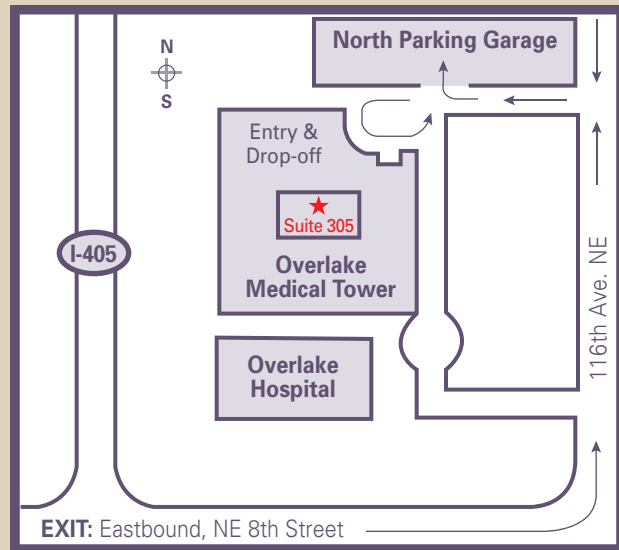 North Parking Garage
N
S
Entry &
Drop-off
Suite 305
I-405
Overlake
Medical Tower
116th Ave. NE
Overlake
Hospital
EXIT: Eastbound, NE 8th Street